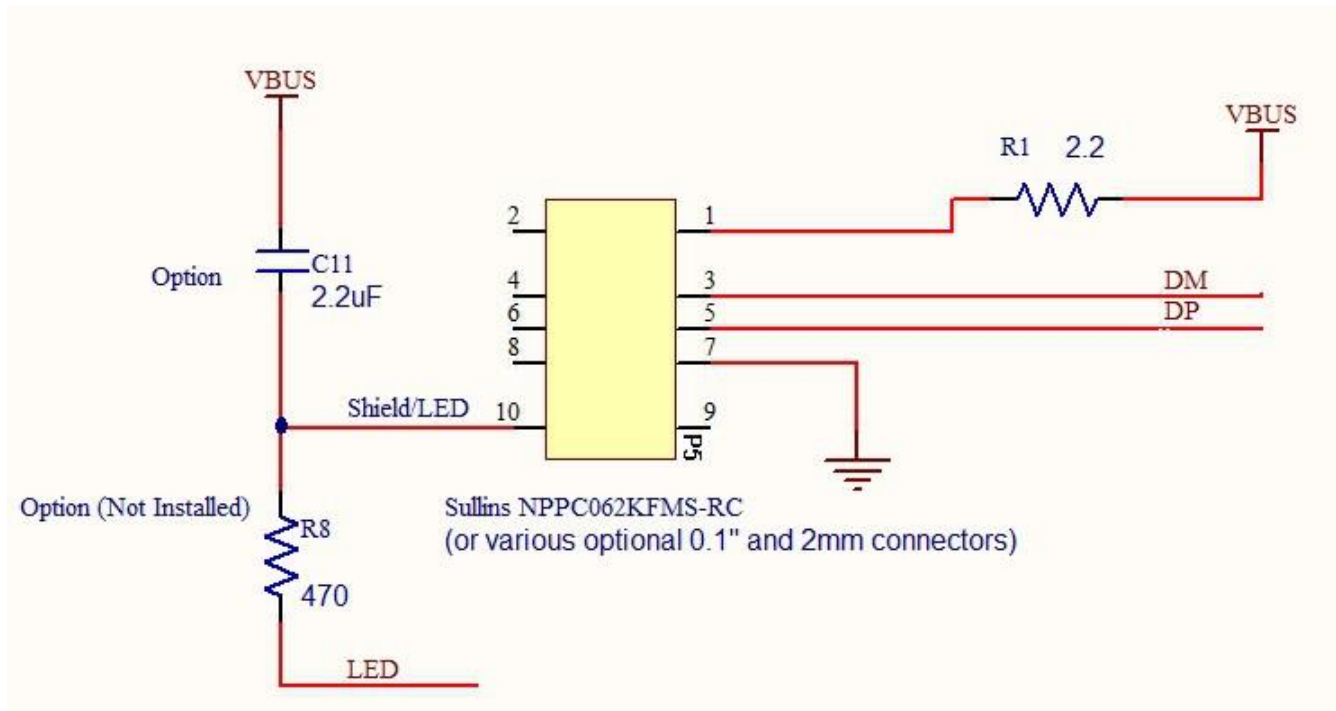 VBUS
VBUS
R1 2.2
2 1
Option
C11
2.2uF
4 3
DM
6 5
DP
8 7
Shield/LED 10 9
P5
Option (Not Installed)
R8
470
Sullins NPPC062KFMS-RC
(or various optional 0.1" and 2mm connectors)
LED